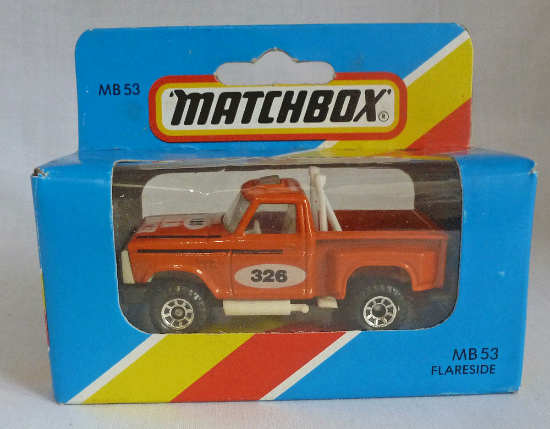 MB 53
"MATCHBOX"
®
326
MB 53
FLARESIDE